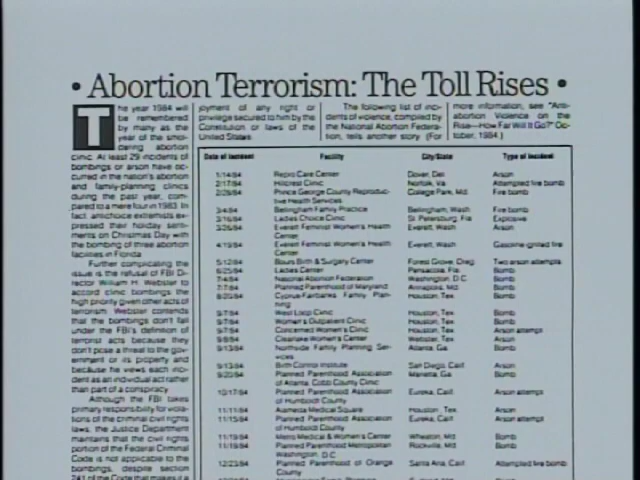 • Abortion Terrorism: The Toll Rises •
The year 1984 will
be remembered
by many as the
year of the smol-
dering abortion
clinic. At least 29 incidents of
bombings or arson have oc-
curred in the nation's abortion
and family-planning clinics
during the past year, com-
pared to a mere four in 1983. In
fact, antichoice extremists ex-
pressed their holiday senti-
ments on Christmas Day with
the bombing of three abortion
facilities in Florida.
Further complicating the
issue is the refusal of FBI Di-
rector William H. Webster to
accord clinic bombings the
high priority given other acts of
terrorism. Webster contends
that the bombings don't fall
under the FBI's definition of
terrorist acts because they
don't pose a threat to the gov-
ernment or its property and
because he views each inci-
dent as an individual act rather
than part of a conspiracy.
Although the FBI takes
primary responsibility for viola-
tions of the criminal civil rights
laws, the Justice Department
maintains that the civil rights
portion of the Federal Criminal
Code is not applicable to the
bombings, despite section
241 of the Code that makes it a
joyment of any right or
privilege secured to him by the
Constitution or laws of the
United States.
The following list of inci-
dents of violence, compiled by
the National Abortion Federa-
tion, tells another story. (For
more information, see "Anti-
abortion Violence on the
Rise—How Far Will It Go?" Oc-
tober, 1984.)
Date of Incident Facility City/State Type of Incident
1/14/84 Repro Care Center Dover, Del Arson
2/17/84 Hillcrest Clinic Norfolk, Va Attempted fire bomb
2/26/84 Prince George County Reproduc- College Park, Md Fire bomb
tive Health Services
3/4/84 Bellingham Family Practice Bellingham, Wash Fire bomb
3/16/84 Ladies Choice Clinic St. Petersburg, Fla Explosive
3/26/84 Everett Feminist Women's Health Everett, Wash Arson
Center
4/19/84 Everett Feminist Women's Health Everett, Wash Gasoline-ignited fire
Center
5/12/84 Bours Birth & Surgery Center Forest Grove, Oreg Two arson attempts
6/25/84 Ladies Center Pensacola, Fla Bomb
7/4/84 National Abortion Federation Washington, D.C. Bomb
7/7/84 Planned Parenthood of Maryland Annapolis, Md Bomb
8/20/84 Cypress-Fairbanks Family Plan- Houston, Tex Bomb
ning
9/7/84 West Loop Clinic Houston, Tex Bomb
9/7/84 Women's Outpatient Clinic Houston, Tex Bomb
9/7/84 Concerned Women's Clinic Houston, Tex Arson attempt
9/8/84 Clearlake Women's Center Webster, Tex Arson
9/13/84 Northside Family Planning Ser- Atlanta, Ga Bomb
vices
9/13/84 Birth Control Institute San Diego, Calif Arson
9/20/84 Planned Parenthood Association Marietta, Ga Bomb
of Atlanta, Cobb County Clinic
10/17/84 Planned Parenthood Association Eureka, Calif Arson attempt
of Humboldt County
11/11/84 Alameda Medical Square Houston, Tex Arson
11/15/84 Planned Parenthood Association Eureka, Calif Arson attempt
of Humboldt County
11/19/84 Metro Medical & Women's Center Wheaton, Md Bomb
11/19/84 Planned Parenthood Metropolitan Rockville, Md Bomb
Washington, D.C.
12/23/84 Planned Parenthood of Orange Santa Ana, Calif Attempted fire bomb
County